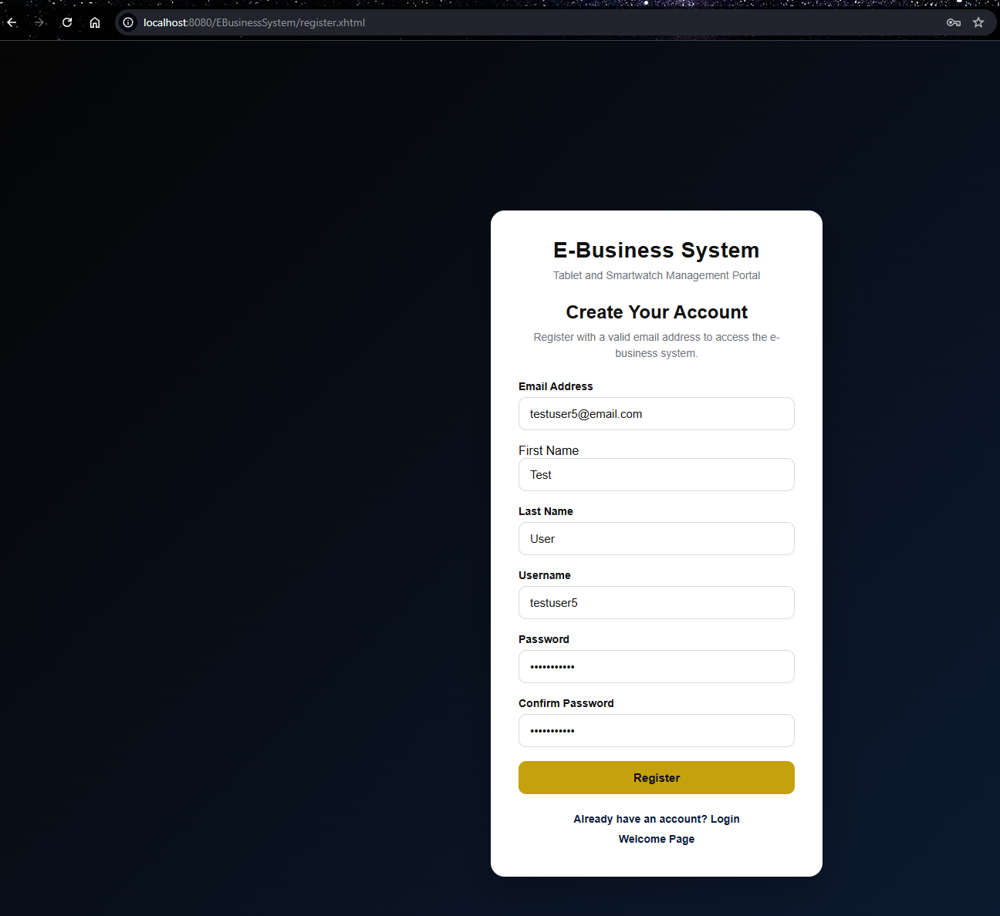 localhost:8080/EBusinessSystem/register.xhtml
E-Business System
Tablet and Smartwatch Management Portal
Create Your Account
Register with a valid email address to access the e-
business system.
Email Address
testuser5@email.com
First Name
Test
Last Name
User
Username
testuser5
Password
•••••••••••
Confirm Password
•••••••••••
Register
Already have an account? Login
Welcome Page